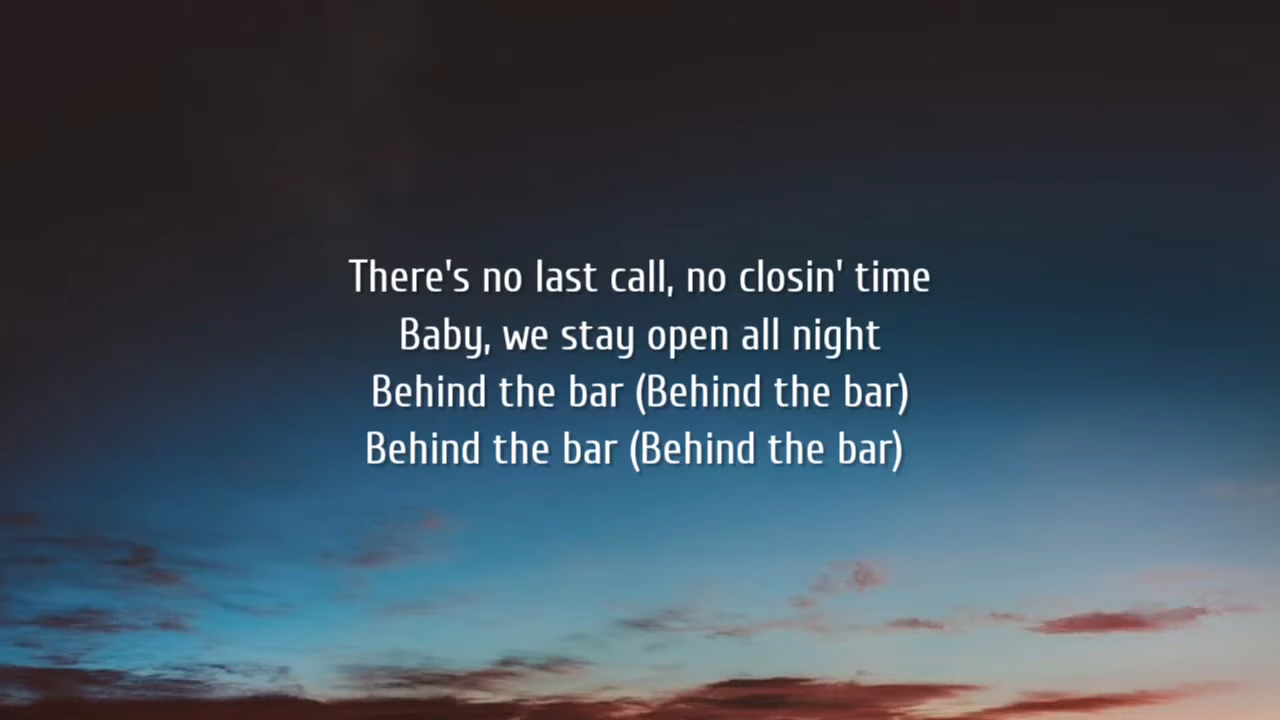 There's no last call, no closin' time
Baby, we stay open all night
Behind the bar (Behind the bar)
Behind the bar (Behind the bar)